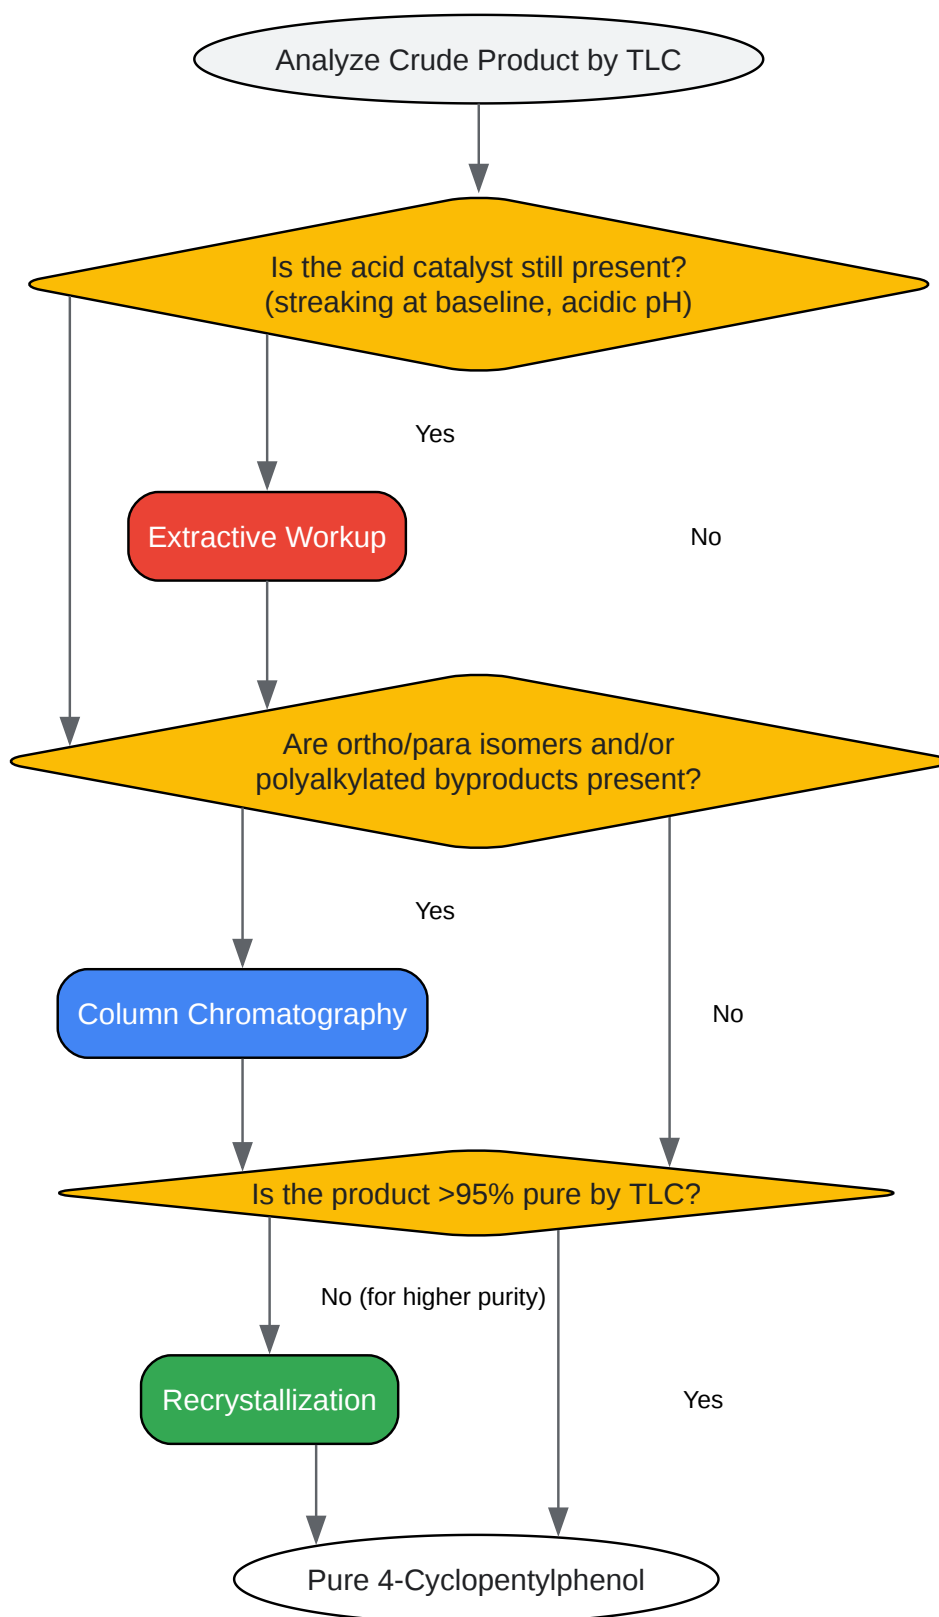 Analyze Crude Product by TLC
Is the acid catalyst still present?
(streaking at baseline, acidic pH)
Yes
Extractive Workup
No
Are ortho/para isomers and/or
polyalkylated byproducts present?
Yes
Column Chromatography
No
Is the product >95% pure by TLC?
No (for higher purity)
Recrystallization
Yes
Pure 4-Cyclopentylphenol